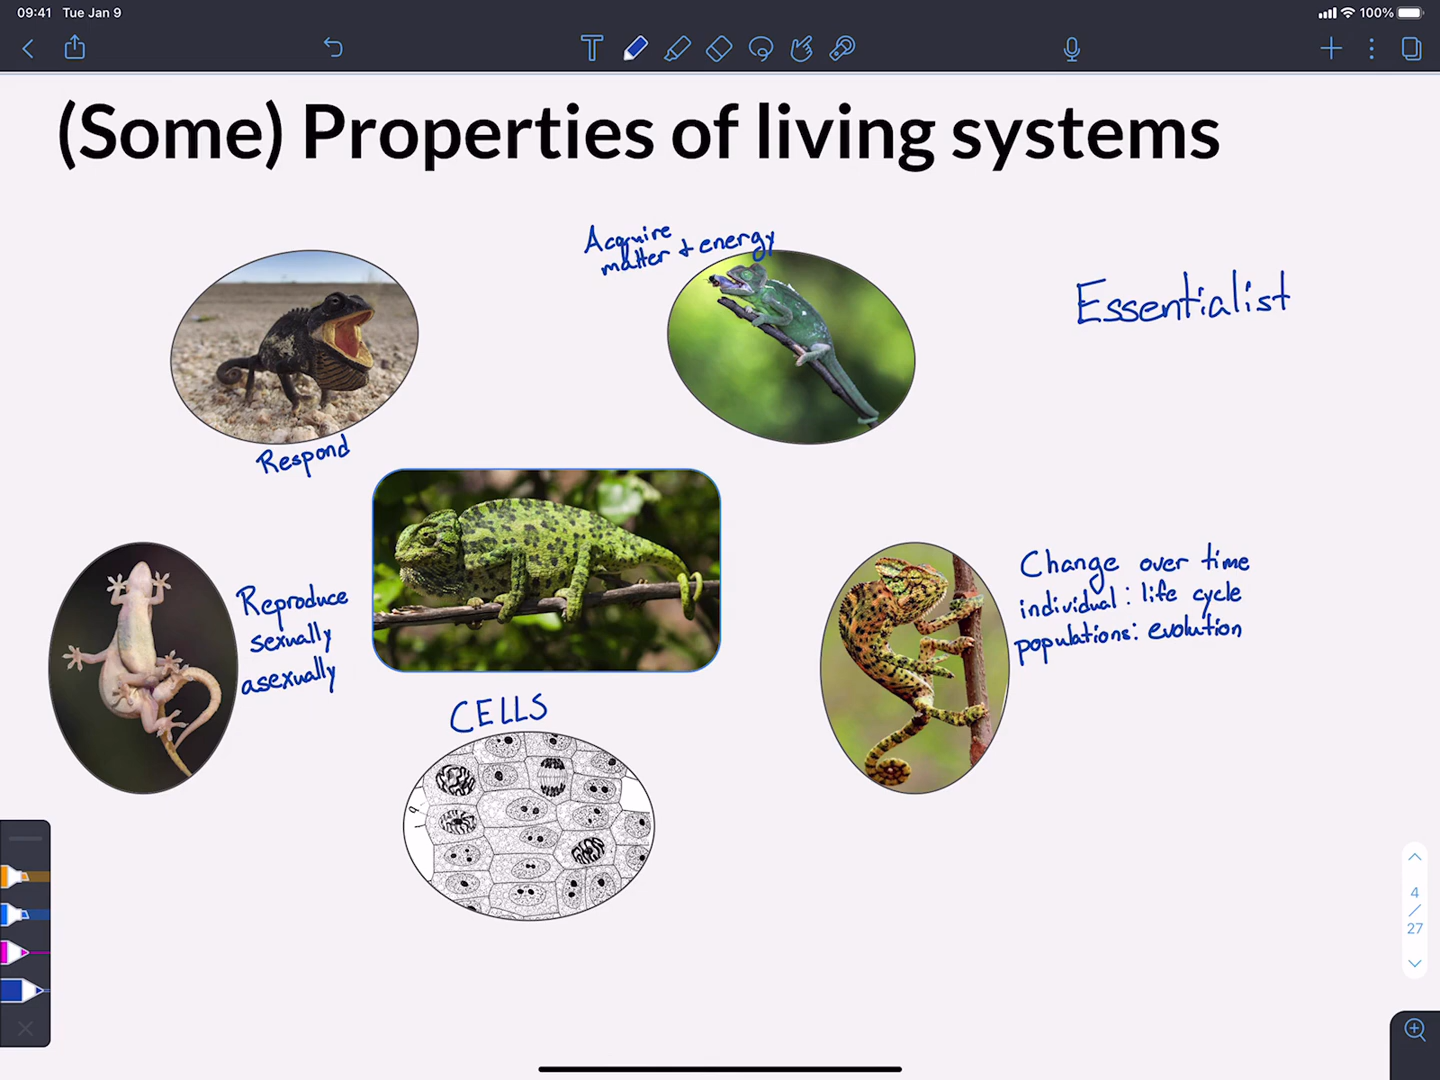 09:41 Tue Jan 9
100%
T
(Some) Properties of living systems
Acquire
matter + energy
Essentialist
Respond
Reproduce
sexually
asexually
Change over time
individual: life cycle
populations: evolution
CELLS
4
/
27